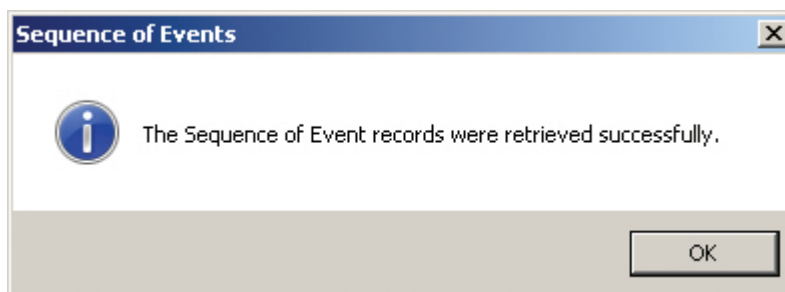 Sequence of Events
The Sequence of Event records were retrieved successfully.
OK